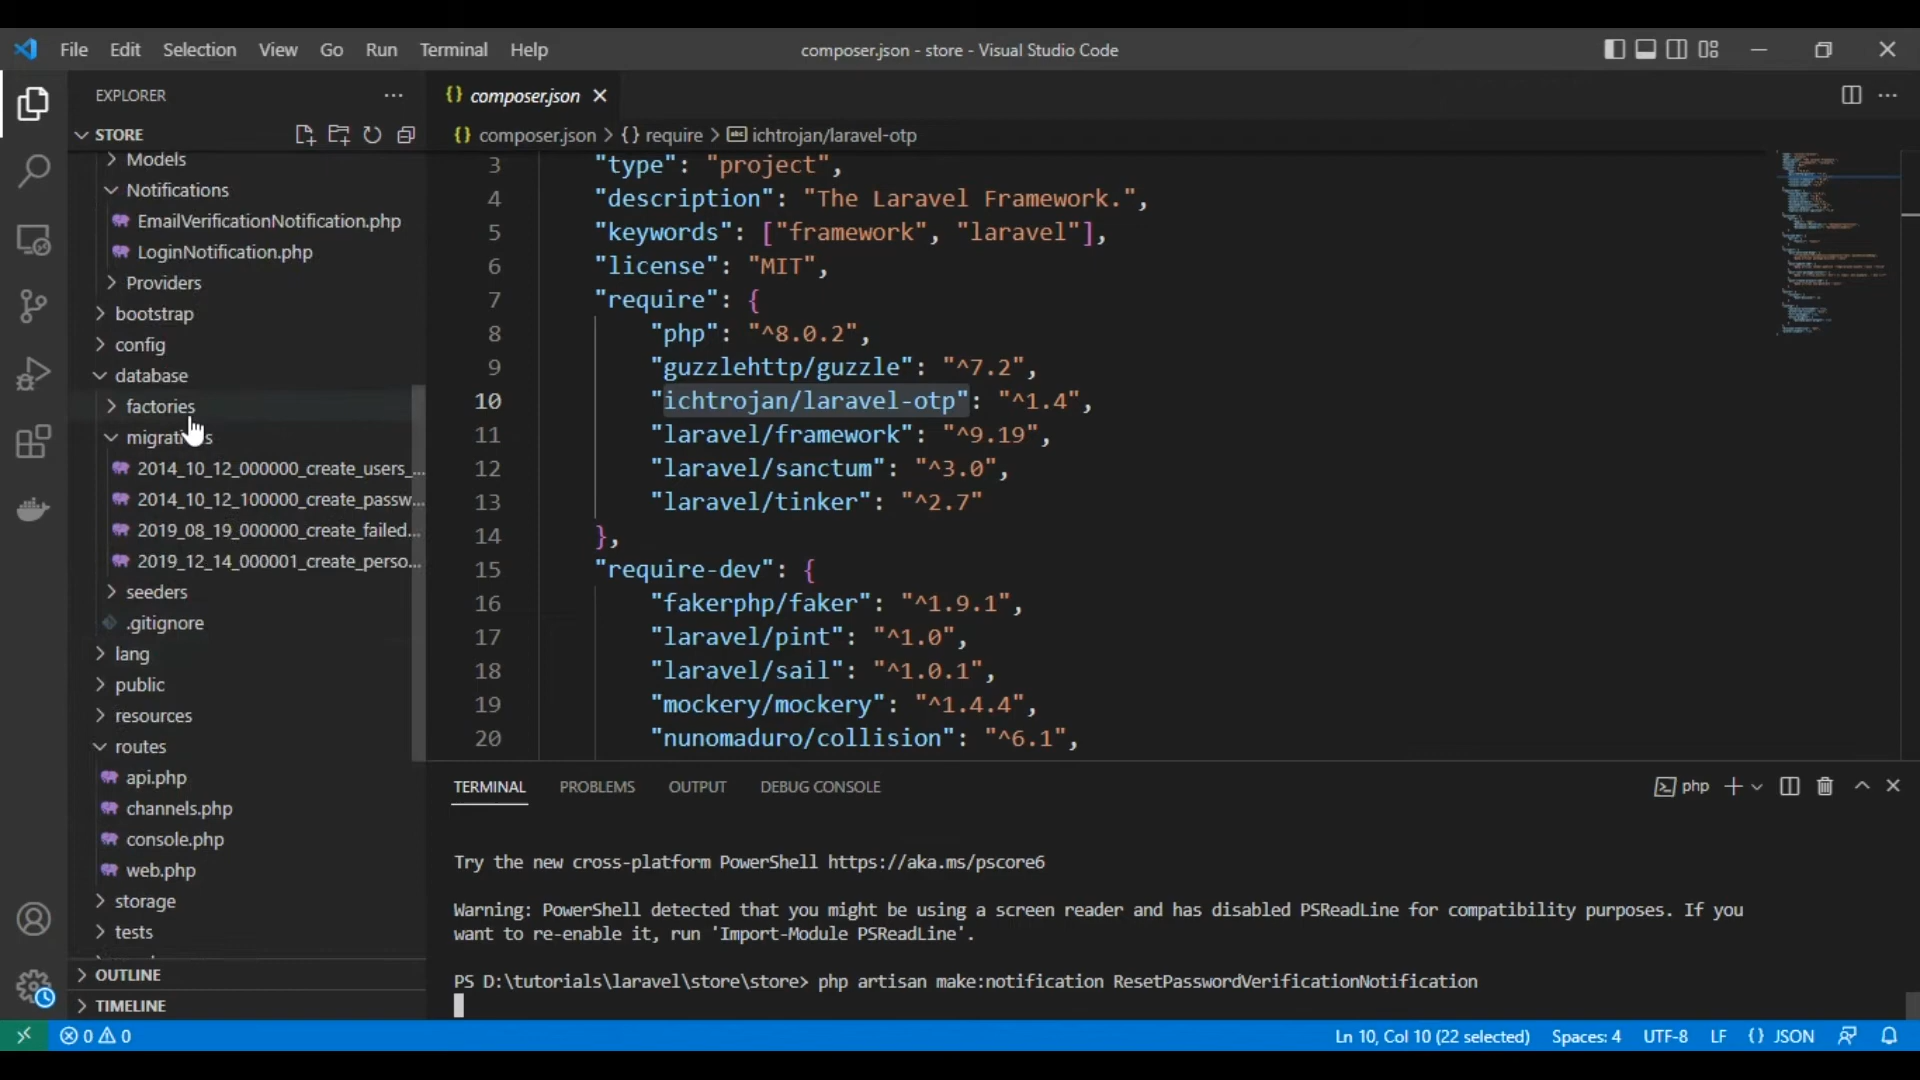 File Edit Selection View Go Run Terminal Help
composer.json - store - Visual Studio Code
EXPLORER
STORE
Models
Notifications
EmailVerificationNotification.php
LoginNotification.php
Providers
bootstrap
config
database
factories
2014_10_12_000000_create_users_...
2014_10_12_100000_create_passw...
2019_08_19_000000_create_failed...
2019_12_14_000001_create_perso...
seeders
.gitignore
lang
public
resources
routes
api.php
channels.php
console.php
web.php
storage
tests
OUTLINE
TIMELINE
{} composer.json
{} composer.json > {} require > abc ichtrojan/laravel-otp
3 "type": "project",
4 "description": "The Laravel Framework.",
5 "keywords": ["framework", "laravel"],
6 "license": "MIT",
7 "require": {
8 "php": "^8.0.2",
9 "guzzlehttp/guzzle": "^7.2",
10 "ichtrojan/laravel-otp": "^1.4",
11 "laravel/framework": "^9.19",
12 "laravel/sanctum": "^3.0",
13 "laravel/tinker": "^2.7"
14 },
15 "require-dev": {
16 "fakerphp/faker": "^1.9.1",
17 "laravel/pint": "^1.0",
18 "laravel/sail": "^1.0.1",
19 "mockery/mockery": "^1.4.4",
20 "nunomaduro/collision": "^6.1",
TERMINAL PROBLEMS OUTPUT DEBUG CONSOLE
php
Try the new cross-platform PowerShell https://aka.ms/pscore6
Warning: PowerShell detected that you might be using a screen reader and has disabled PSReadLine for compatibility purposes. If you
want to re-enable it, run 'Import-Module PSReadLine'.
PS D:\tutorials\laravel\store\store> php artisan make:notification ResetPasswordVerificationNotification
0 0
Ln 10, Col 10 (22 selected) Spaces: 4 UTF-8 LF {} JSON